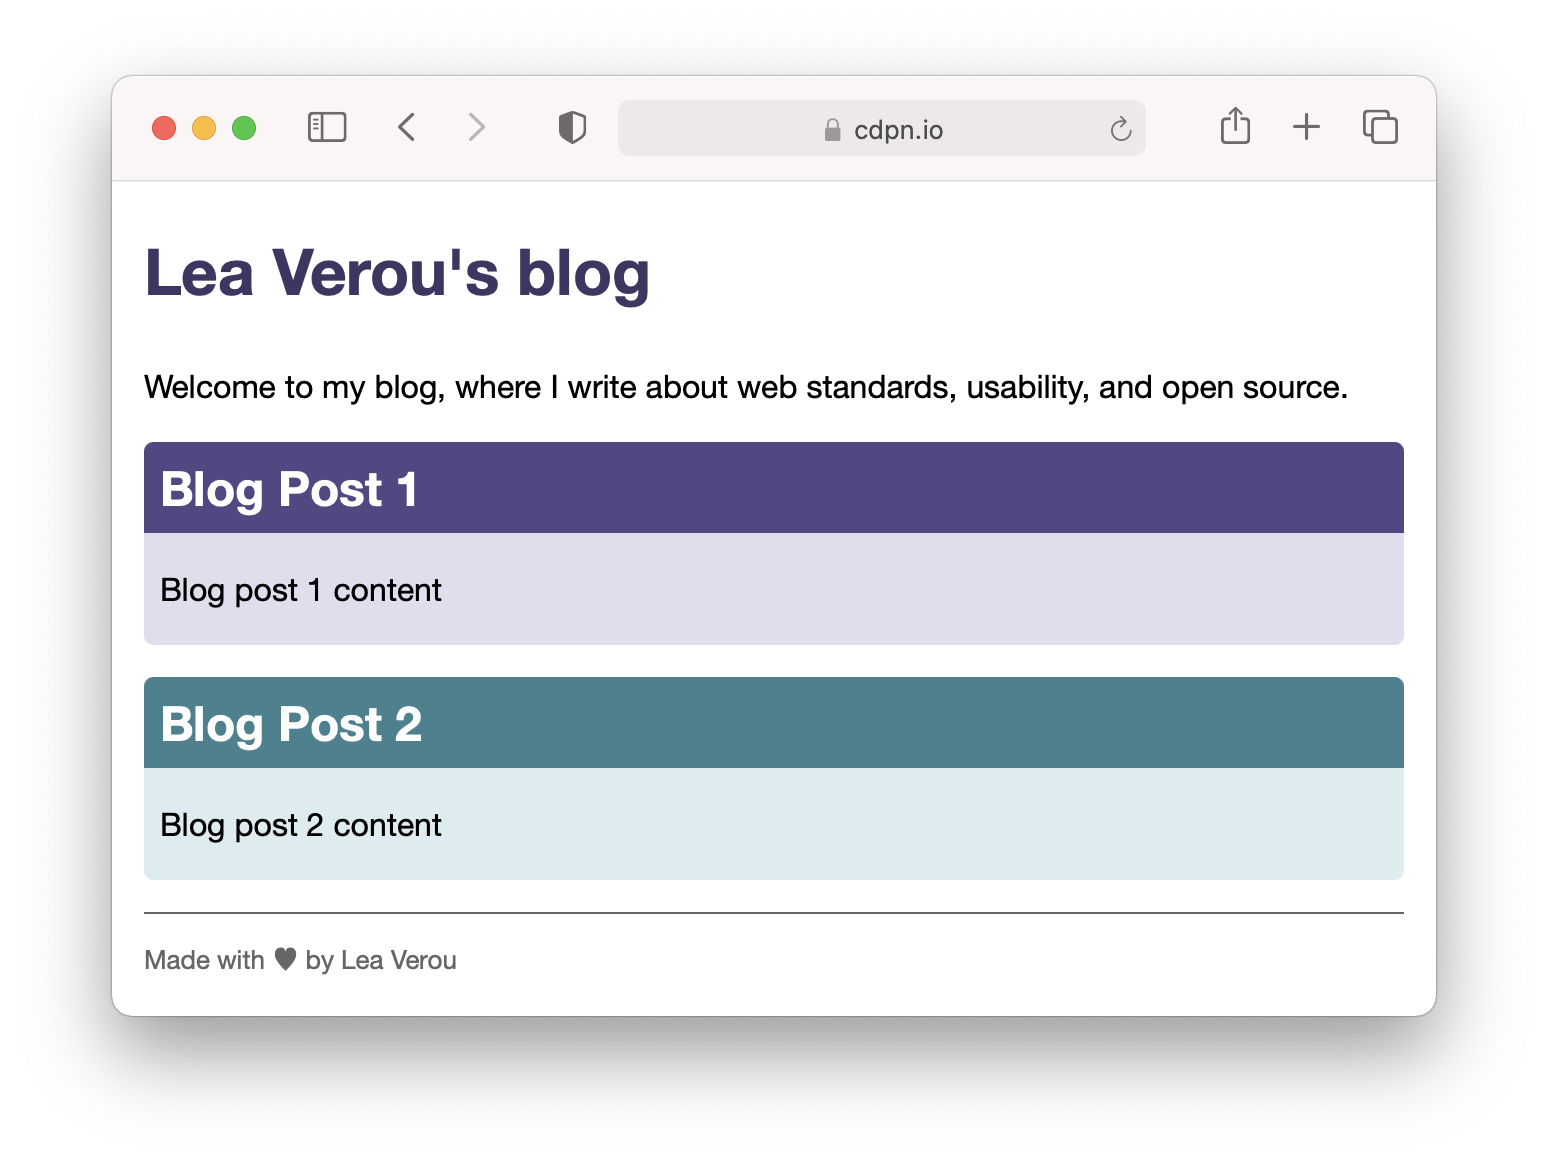 cdpn.io
Lea Verou's blog
Welcome to my blog, where I write about web standards, usability, and open source.
Blog Post 1
Blog post 1 content
Blog Post 2
Blog post 2 content
Made with ♥ by Lea Verou